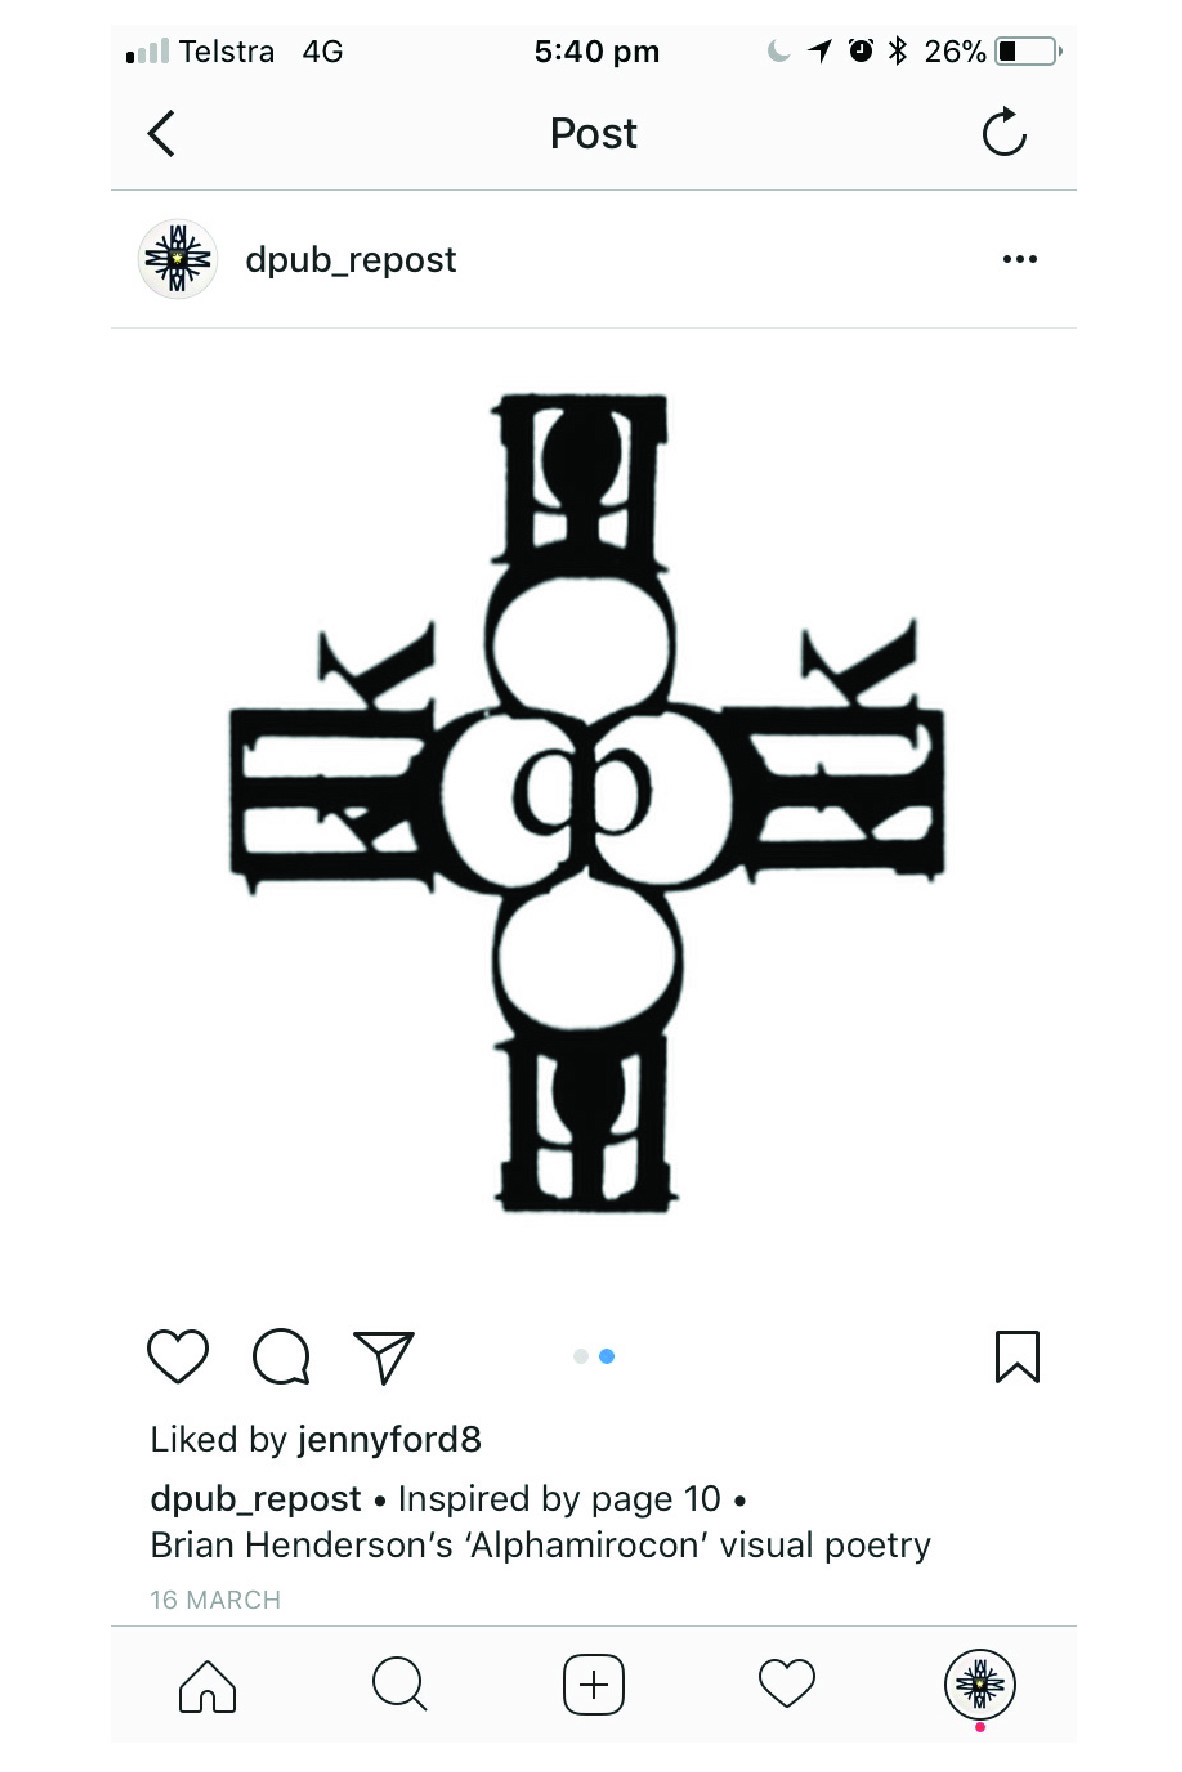 Telstra 4G 5:40 pm 26%
Post
dpub_repost
K K
Liked by jennyford8
dpub_repost • Inspired by page 10 •
Brian Henderson's ‘Alphamirocon’ visual poetry
16 MARCH